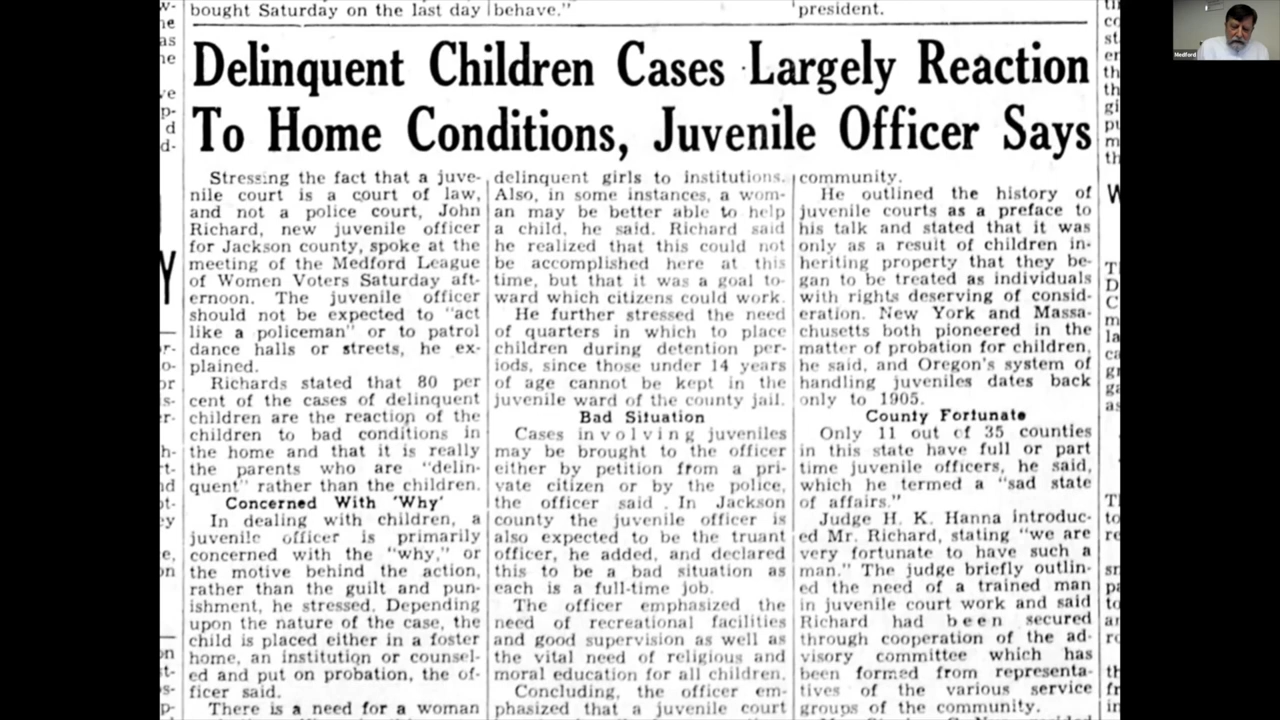 bought Saturday on the last day
behave."
president.
Delinquent Children Cases Largely Reaction
To Home Conditions, Juvenile Officer Says
Stressing the fact that a juve-
nile court is a court of law,
and not a police court, John
Richard, new juvenile officer
for Jackson county, spoke at the
meeting of the Medford League
of Women Voters Saturday aft-
ernoon. The juvenile officer
should not be expected to "act
like a policeman" or to patrol
dance halls or streets, he ex-
plained.
Richards stated that 80 per
cent of the cases of delinquent
children are the reaction of the
children to bad conditions in
the home and that it is really
the parents who are "delin-
quent" rather than the children.
Concerned With 'Why'
In dealing with children, a
juvenile officer is primarily
concerned with the "why," or
the motive behind the action,
rather than the guilt and pun-
ishment, he stressed. Depending
upon the nature of the case, the
child is placed either in a foster
home, an institution or counsel-
ed and put on probation, the of-
ficer said.
There is a need for a woman
delinquent girls to institutions.
Also, in some instances, a wom-
an may be better able to help
a child, he said. Richard said
he realized that this could not
be accomplished here at this
time, but that it was a goal to-
ward which citizens could work.
He further stressed the need
of quarters in which to place
children during detention per-
iods, since those under 14 years
of age cannot be kept in the
juvenile ward of the county jail.
Bad Situation
Cases involving juveniles
may be brought to the officer
either by petition from a pri-
vate citizen or by the police,
the officer said . In Jackson
county the juvenile officer is
also expected to be the truant
officer, he added, and declared
this to be a bad situation as
each is a full-time job.
The officer emphasized the
need of recreational facilities
and good supervision as well as
the vital need of religious and
moral education for all children.
Concluding, the officer em-
phasized that a juvenile court
community.
He outlined the history of
juvenile courts as a preface to
his talk and stated that it was
only as a result of children in-
heriting property that they be-
gan to be treated as individuals
with rights deserving of consid-
eration. New York and Massa-
chusetts both pioneered in the
matter of probation for children,
he said, and Oregon's system of
handling juveniles dates back
only to 1905.
County Fortunate
Only 11 out of 35 counties
in this state have full or part
time juvenile officers, he said,
which he termed a "sad state
of affairs."
Judge H. K. Hanna introduc-
ed Mr. Richard, stating "we are
very fortunate to have such a
man." The judge briefly outlin-
ed the need of a trained man
in juvenile court work and said
Richard had been secured
through cooperation of the ad-
visory committee which has
been formed from representa-
tives of the various service
groups of the community.
Medford